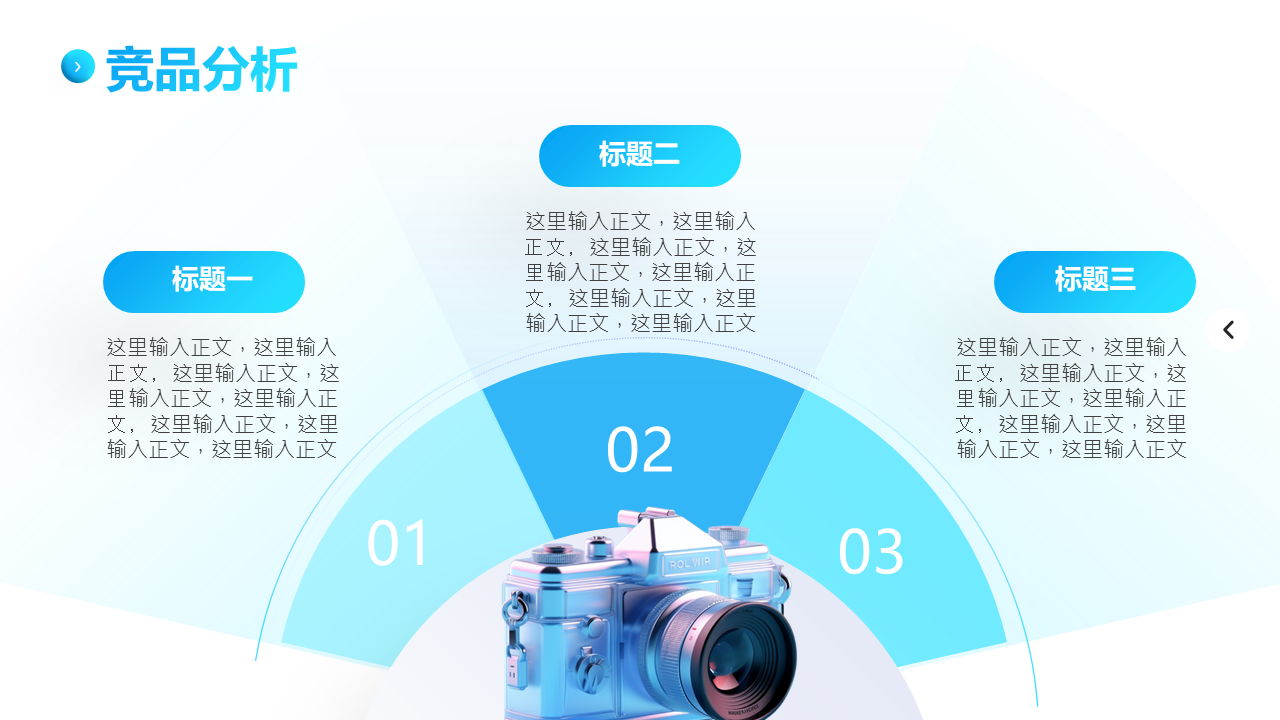 竞品分析
标题二
这里输入正文，这里输入
正文，这里输入正文，这
里输入正文，这里输入正
文，这里输入正文，这里
输入正文，这里输入正文
标题一
这里输入正文，这里输入
正文，这里输入正文，这
里输入正文，这里输入正
文，这里输入正文，这里
输入正文，这里输入正文
标题三
这里输入正文，这里输入
正文，这里输入正文，这
里输入正文，这里输入正
文，这里输入正文，这里
输入正文，这里输入正文
01
02
03
ROL WIR